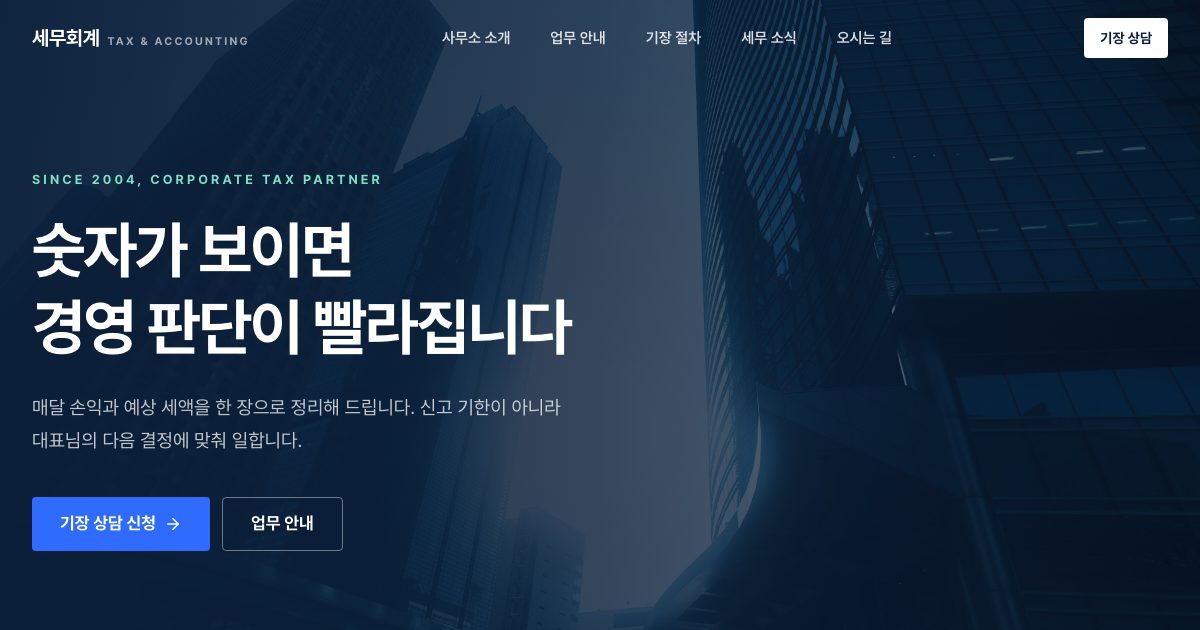 세무회계 TAX & ACCOUNTING
사무소 소개
업무 안내
기장 절차
세무 소식
오시는 길
기장 상담
SINCE 2004, CORPORATE TAX PARTNER
숫자가 보이면
경영 판단이 빨라집니다
매달 손익과 예상 세액을 한 장으로 정리해 드립니다. 신고 기한이 아니라
대표님의 다음 결정에 맞춰 일합니다.
기장 상담 신청 →
업무 안내